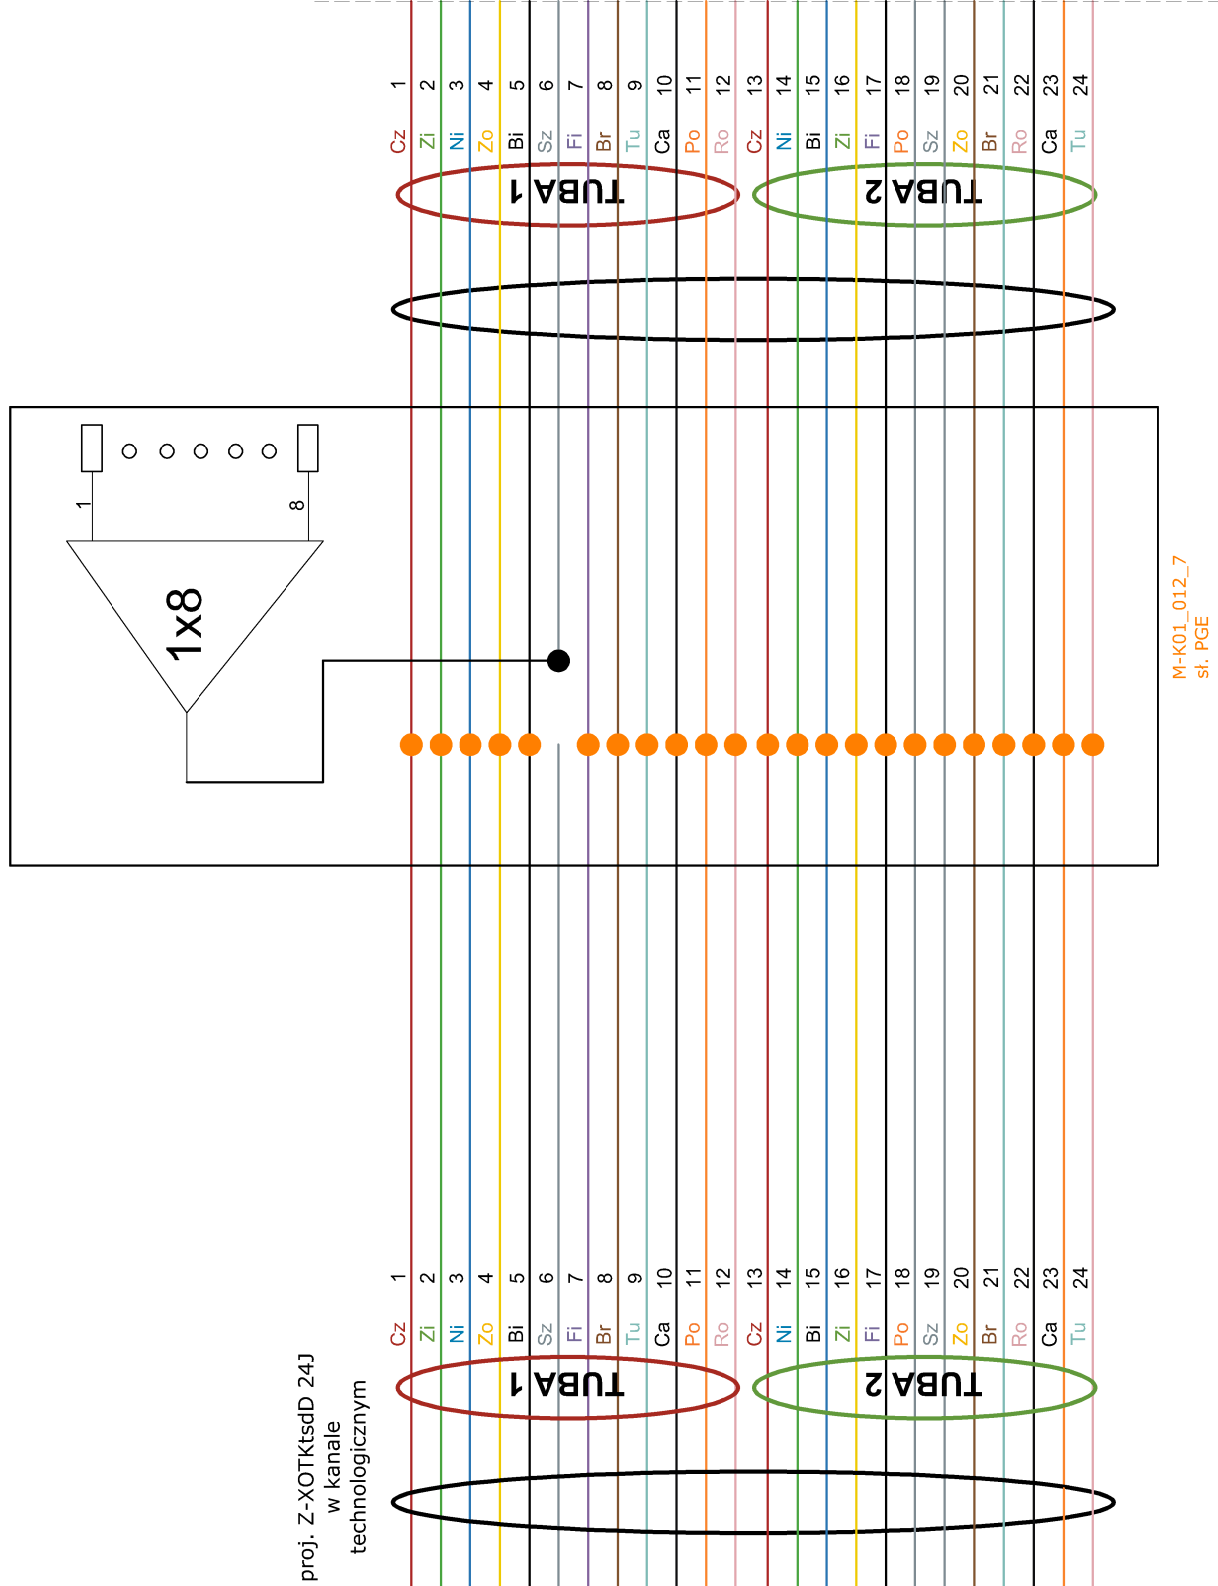 1 2 3 4 5 6 7 8 9 10 11 12 13 14 15 16 17 18 19 20 21 22 23 24
Cz Zi Ni Zo Bi Sz Fi Br Tu Ca Po Ro Cz Ni Bi Zi Fi Po Sz Zo Br Ro Ca Tu
TUBA 1
TUBA 2
1
8
1x8
M-K01_012_7
sł. PGE
1 2 3 4 5 6 7 8 9 10 11 12 13 14 15 16 17 18 19 20 21 22 23 24
Cz Zi Ni Zo Bi Sz Fi Br Tu Ca Po Ro Cz Ni Bi Zi Fi Po Sz Zo Br Ro Ca Tu
TUBA 1
TUBA 2
proj. Z-XOTKtsdD 24J
w kanale
technologicznym